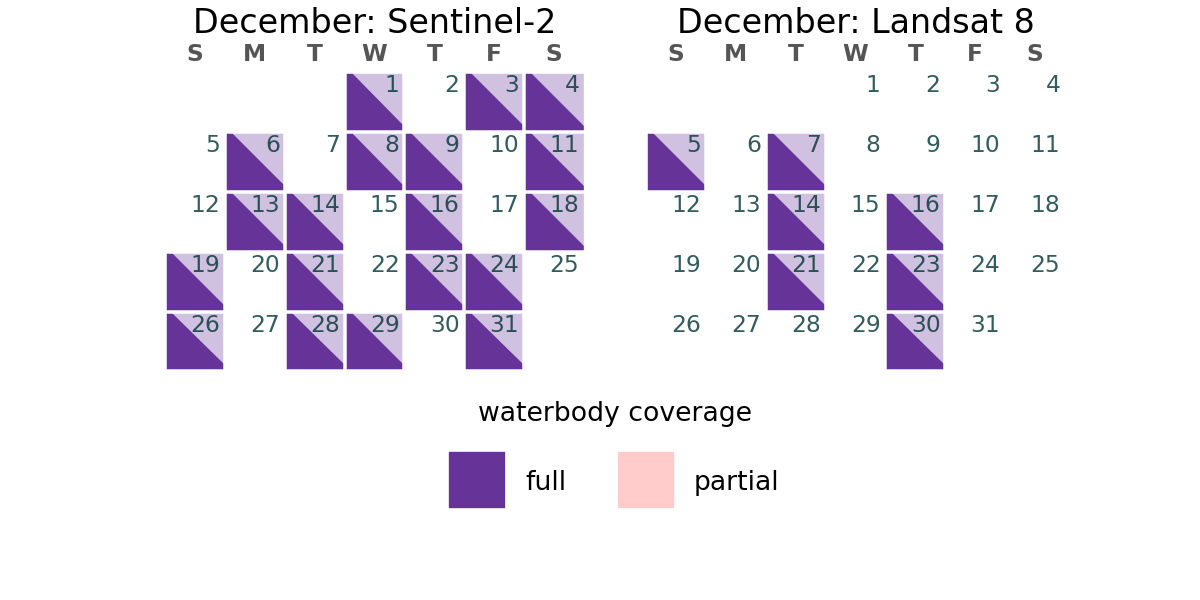 December: Sentinel-2
S M T W T F S
1 2 3 4
5 6 7 8 9 10 11
12 13 14 15 16 17 18
19 20 21 22 23 24 25
26 27 28 29 30 31
December: Landsat 8
S M T W T F S
1 2 3 4
5 6 7 8 9 10 11
12 13 14 15 16 17 18
19 20 21 22 23 24 25
26 27 28 29 30 31
waterbody coverage
full partial